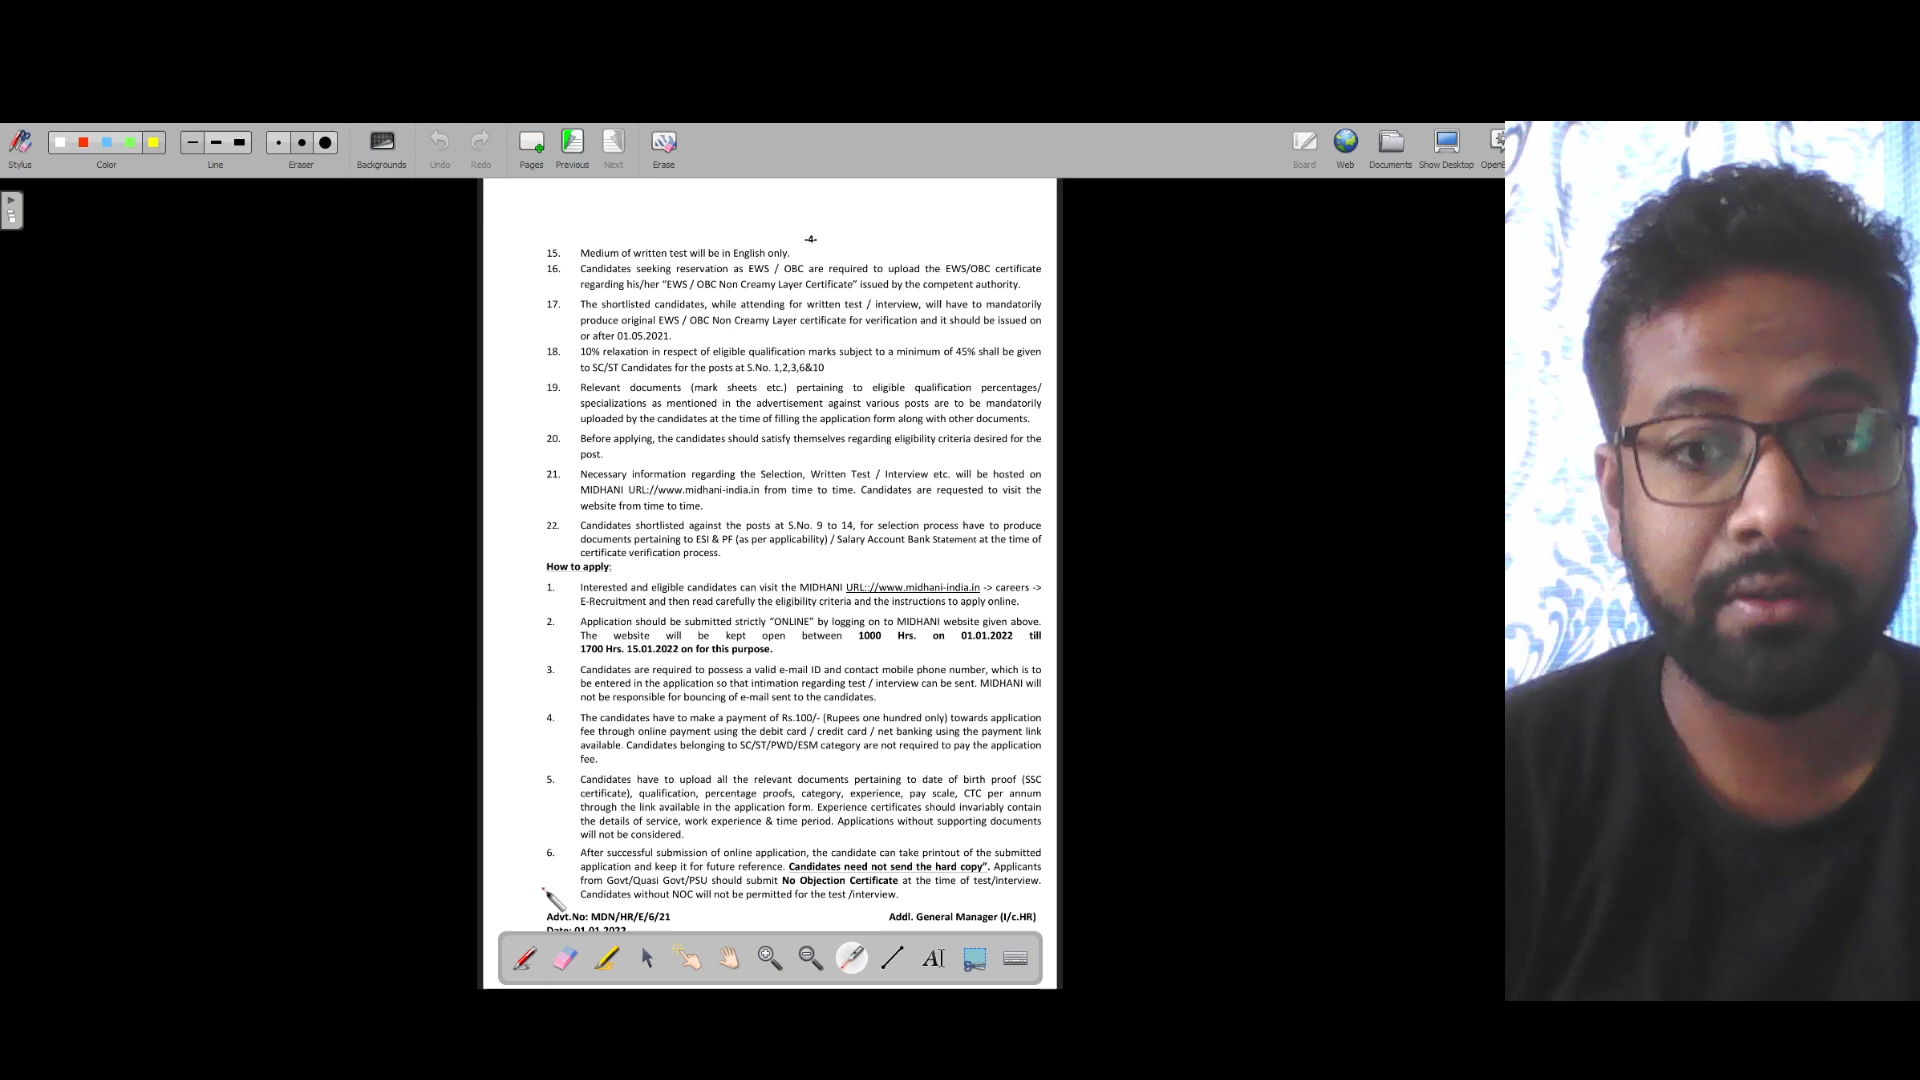 Stylus
Color
Line
Eraser
Backgrounds
Undo
Redo
Pages
Previous
Next
Erase
Board
Web
Documents
Show Desktop
-4-
15. Medium of written test will be in English only.
16. Candidates seeking reservation as EWS / OBC are required to upload the EWS/OBC certificate
regarding his/her “EWS / OBC Non Creamy Layer Certificate” issued by the competent authority.
17. The shortlisted candidates, while attending for written test / interview, will have to mandatorily
produce original EWS / OBC Non Creamy Layer certificate for verification and it should be issued on
or after 01.05.2021.
18. 10% relaxation in respect of eligible qualification marks subject to a minimum of 45% shall be given
to SC/ST Candidates for the posts at S.No. 1,2,3,6&10
19. Relevant documents (mark sheets etc.) pertaining to eligible qualification percentages/
specializations as mentioned in the advertisement against various posts are to be mandatorily
uploaded by the candidates at the time of filling the application form along with other documents.
20. Before applying, the candidates should satisfy themselves regarding eligibility criteria desired for the
post.
21. Necessary information regarding the Selection, Written Test / Interview etc. will be hosted on
MIDHANI URL://www.midhani-india.in from time to time. Candidates are requested to visit the
website from time to time.
22. Candidates shortlisted against the posts at S.No. 9 to 14, for selection process have to produce
documents pertaining to ESI & PF (as per applicability) / Salary Account Bank Statement at the time of
certificate verification process.
How to apply:
1. Interested and eligible candidates can visit the MIDHANI URL:://www.midhani-india.in -> careers ->
E-Recruitment and then read carefully the eligibility criteria and the instructions to apply online.
2. Application should be submitted strictly “ONLINE” by logging on to MIDHANI website given above.
The website will be kept open between 1000 Hrs. on 01.01.2022 till
1700 Hrs. 15.01.2022 on for this purpose.
3. Candidates are required to possess a valid e-mail ID and contact mobile phone number, which is to
be entered in the application so that intimation regarding test / interview can be sent. MIDHANI will
not be responsible for bouncing of e-mail sent to the candidates.
4. The candidates have to make a payment of Rs.100/- (Rupees one hundred only) towards application
fee through online payment using the debit card / credit card / net banking using the payment link
available. Candidates belonging to SC/ST/PWD/ESM category are not required to pay the application
fee.
5. Candidates have to upload all the relevant documents pertaining to date of birth proof (SSC
certificate), qualification, percentage proofs, category, experience, pay scale, CTC per annum
through the link available in the application form. Experience certificates should invariably contain
the details of service, work experience & time period. Applications without supporting documents
will not be considered.
6. After successful submission of online application, the candidate can take printout of the submitted
application and keep it for future reference. Candidates need not send the hard copy”. Applicants
from Govt/Quasi Govt/PSU should submit No Objection Certificate at the time of test/interview.
Candidates without NOC will not be permitted for the test /interview.
Advt.No: MDN/HR/E/6/21 Addl. General Manager (I/c.HR)
Date: 01.01.2022